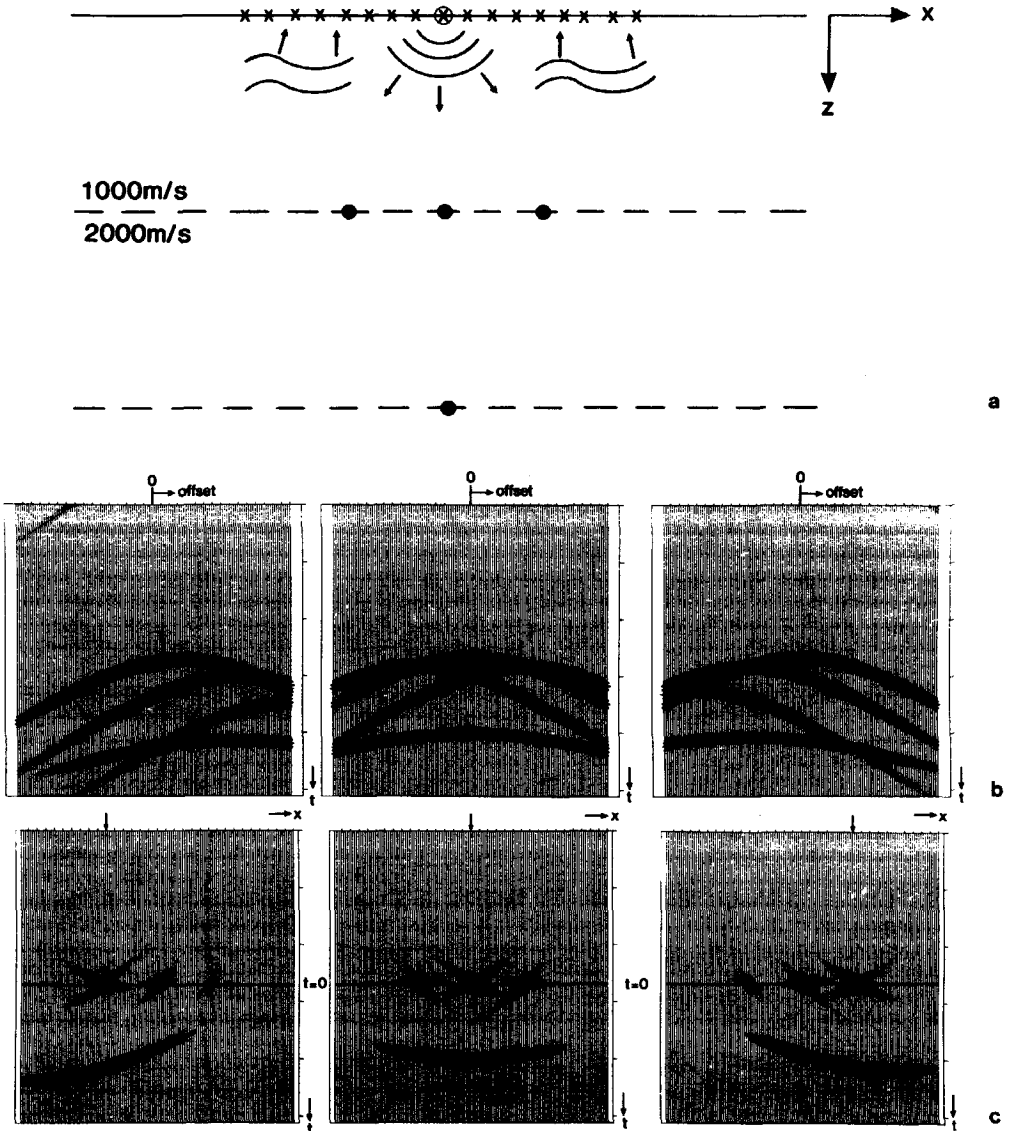 x x x x x x x x x x x x x x x x x X
z
1000m/s
2000m/s
a
0 0 0
offset offset offset
t t t
b
x x x
t=0 t=0
t t t
c